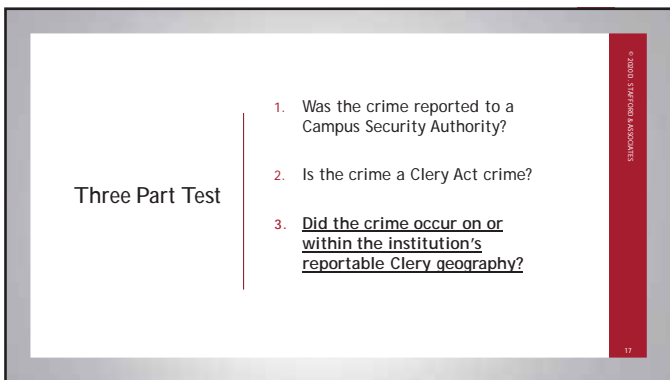 Three Part Test
1. Was the crime reported to a
Campus Security Authority?
2. Is the crime a Clery Act crime?
3. Did the crime occur on or
within the institution's
reportable Clery geography?
© 2020 D. STAFFORD & ASSOCIATES
17